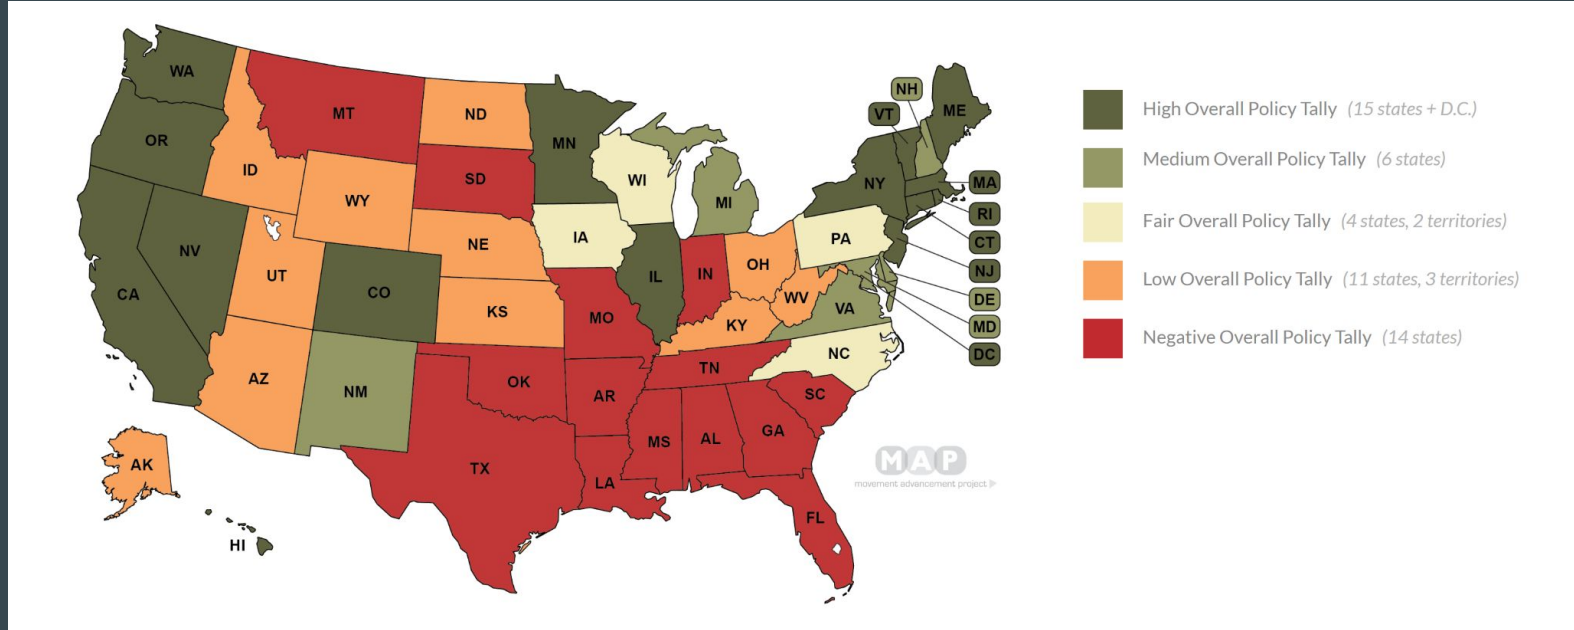 WA
OR
CA
NV
ID
MT
WY
UT
AZ
CO
NM
ND
SD
NE
KS
OK
TX
MN
IA
MO
AR
LA
WI
IL
MI
IN
OH
KY
TN
MS
AL
GA
FL
SC
NC
VA
WV
PA
NY
VT
NH
ME
MA
RI
CT
NJ
DE
MD
DC
AK
HI
MAP
movement advancement project
High Overall Policy Tally (15 states + D.C.)
Medium Overall Policy Tally (6 states)
Fair Overall Policy Tally (4 states, 2 territories)
Low Overall Policy Tally (11 states, 3 territories)
Negative Overall Policy Tally (14 states)